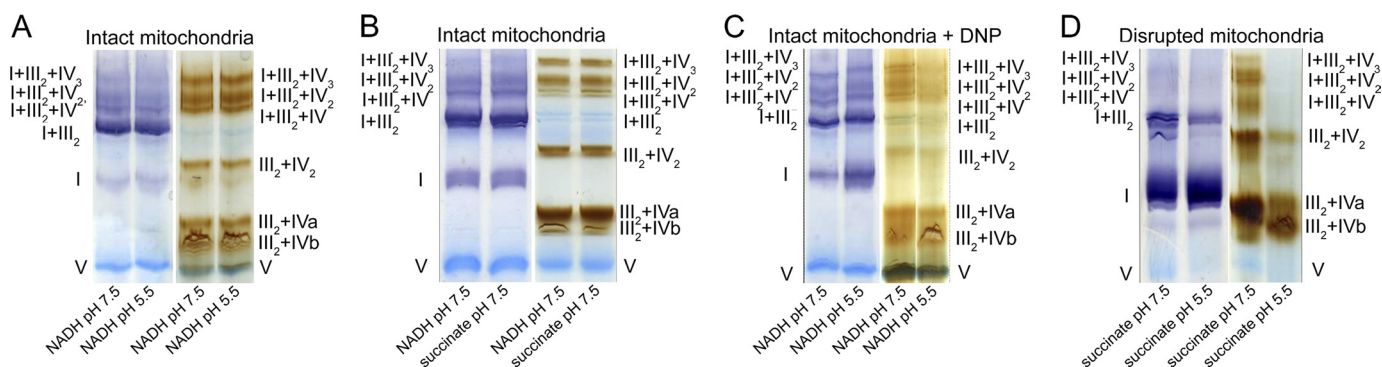 A
Intact mitochondria
I+III2+IV3
I+III2+IV2,
I+III2+IV
I+III2
I
V
I+III2+IV3
I+III2+IV2
I+III2+IV
III2+IV2
III2+IVa
III2+IVb
V
NADH pH 7.5
NADH pH 5.5
NADH pH 7.5
NADH pH 5.5
B
Intact mitochondria
I+III2+IV3
I+III2+IV2
I+III2+IV
I+III2
I
V
I+III2+IV3
I+III2+IV2
I+III2+IV
I+III2
III2+IV2
III2+IVa
III2+IVb
V
NADH pH 7.5
succinate pH 7.5
NADH pH 7.5
succinate pH 7.5
C
Intact mitochondria + DNP
I+III2+IV3
I+III2+IV2
I+III2+IV
I+III2
I
V
I+III2+IV3
I+III2+IV2
I+III2+IV
I+III2
III2+IV2
III2+IVa
III2+IVb
V
NADH pH 7.5
NADH pH 5.5
NADH pH 7.5
NADH pH 5.5
D
Disrupted mitochondria
I+III2+IV3
I+III2+IV2
I+III2+IV
I+III2
I
V
I+III2+IV3
I+III2+IV2
I+III2+IV
III2+IV2
III2+IVa
III2+IVb
V
succinate pH 7.5
succinate pH 5.5
succinate pH 7.5
succinate pH 5.5